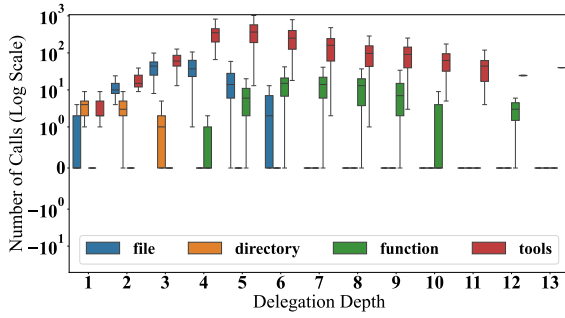 Number of Calls (Log Scale)
10³
10²
10¹
10⁰
0
−10⁰
−10¹
file directory function tools
1 2 3 4 5 6 7 8 9 10 11 12 13
Delegation Depth